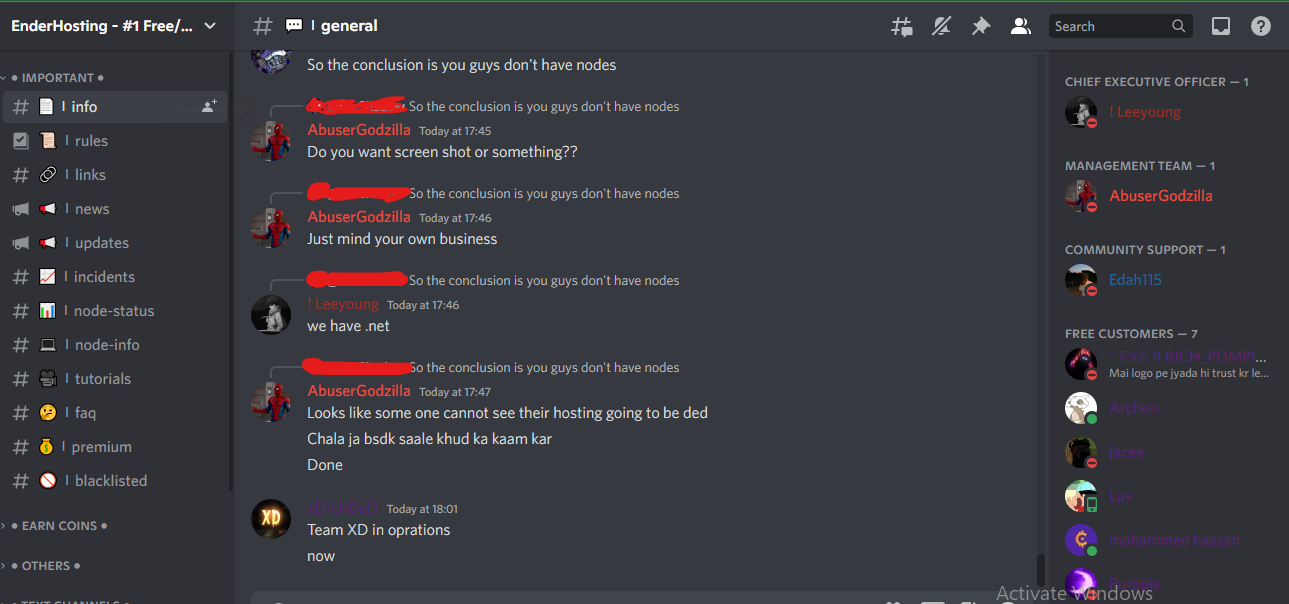 EnderHosting - #1 Free/...
general
Search
IMPORTANT
info
rules
links
news
updates
incidents
node-status
node-info
tutorials
faq
premium
blacklisted
EARN COINS
OTHERS
So the conclusion is you guys don't have nodes
So the conclusion is you guys don't have nodes
AbuserGodzilla Today at 17:45
Do you want screen shot or something??
So the conclusion is you guys don't have nodes
AbuserGodzilla Today at 17:46
Just mind your own business
So the conclusion is you guys don't have nodes
! Leeyoung Today at 17:46
we have .net
So the conclusion is you guys don't have nodes
AbuserGodzilla Today at 17:47
Looks like some one cannot see their hosting going to be ded
Chala ja bsdk saale khud ka kaam kar
Done
XD
Today at 18:01
Team XD in oprations
now
CHIEF EXECUTIVE OFFICER — 1
! Leeyoung
MANAGEMENT TEAM — 1
AbuserGodzilla
COMMUNITY SUPPORT — 1
Edah115
FREE CUSTOMERS — 7
Mai logo pe jyada hi trust kr le...
Archon
jacee
Luv
mohammed hassan
Activate Windows